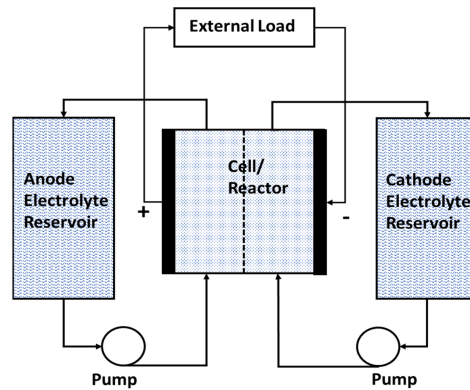 External Load
Anode
Electrolyte
Reservoir
Cell/
Reactor
Cathode
Electrolyte
Reservoir
+
-
Pump
Pump